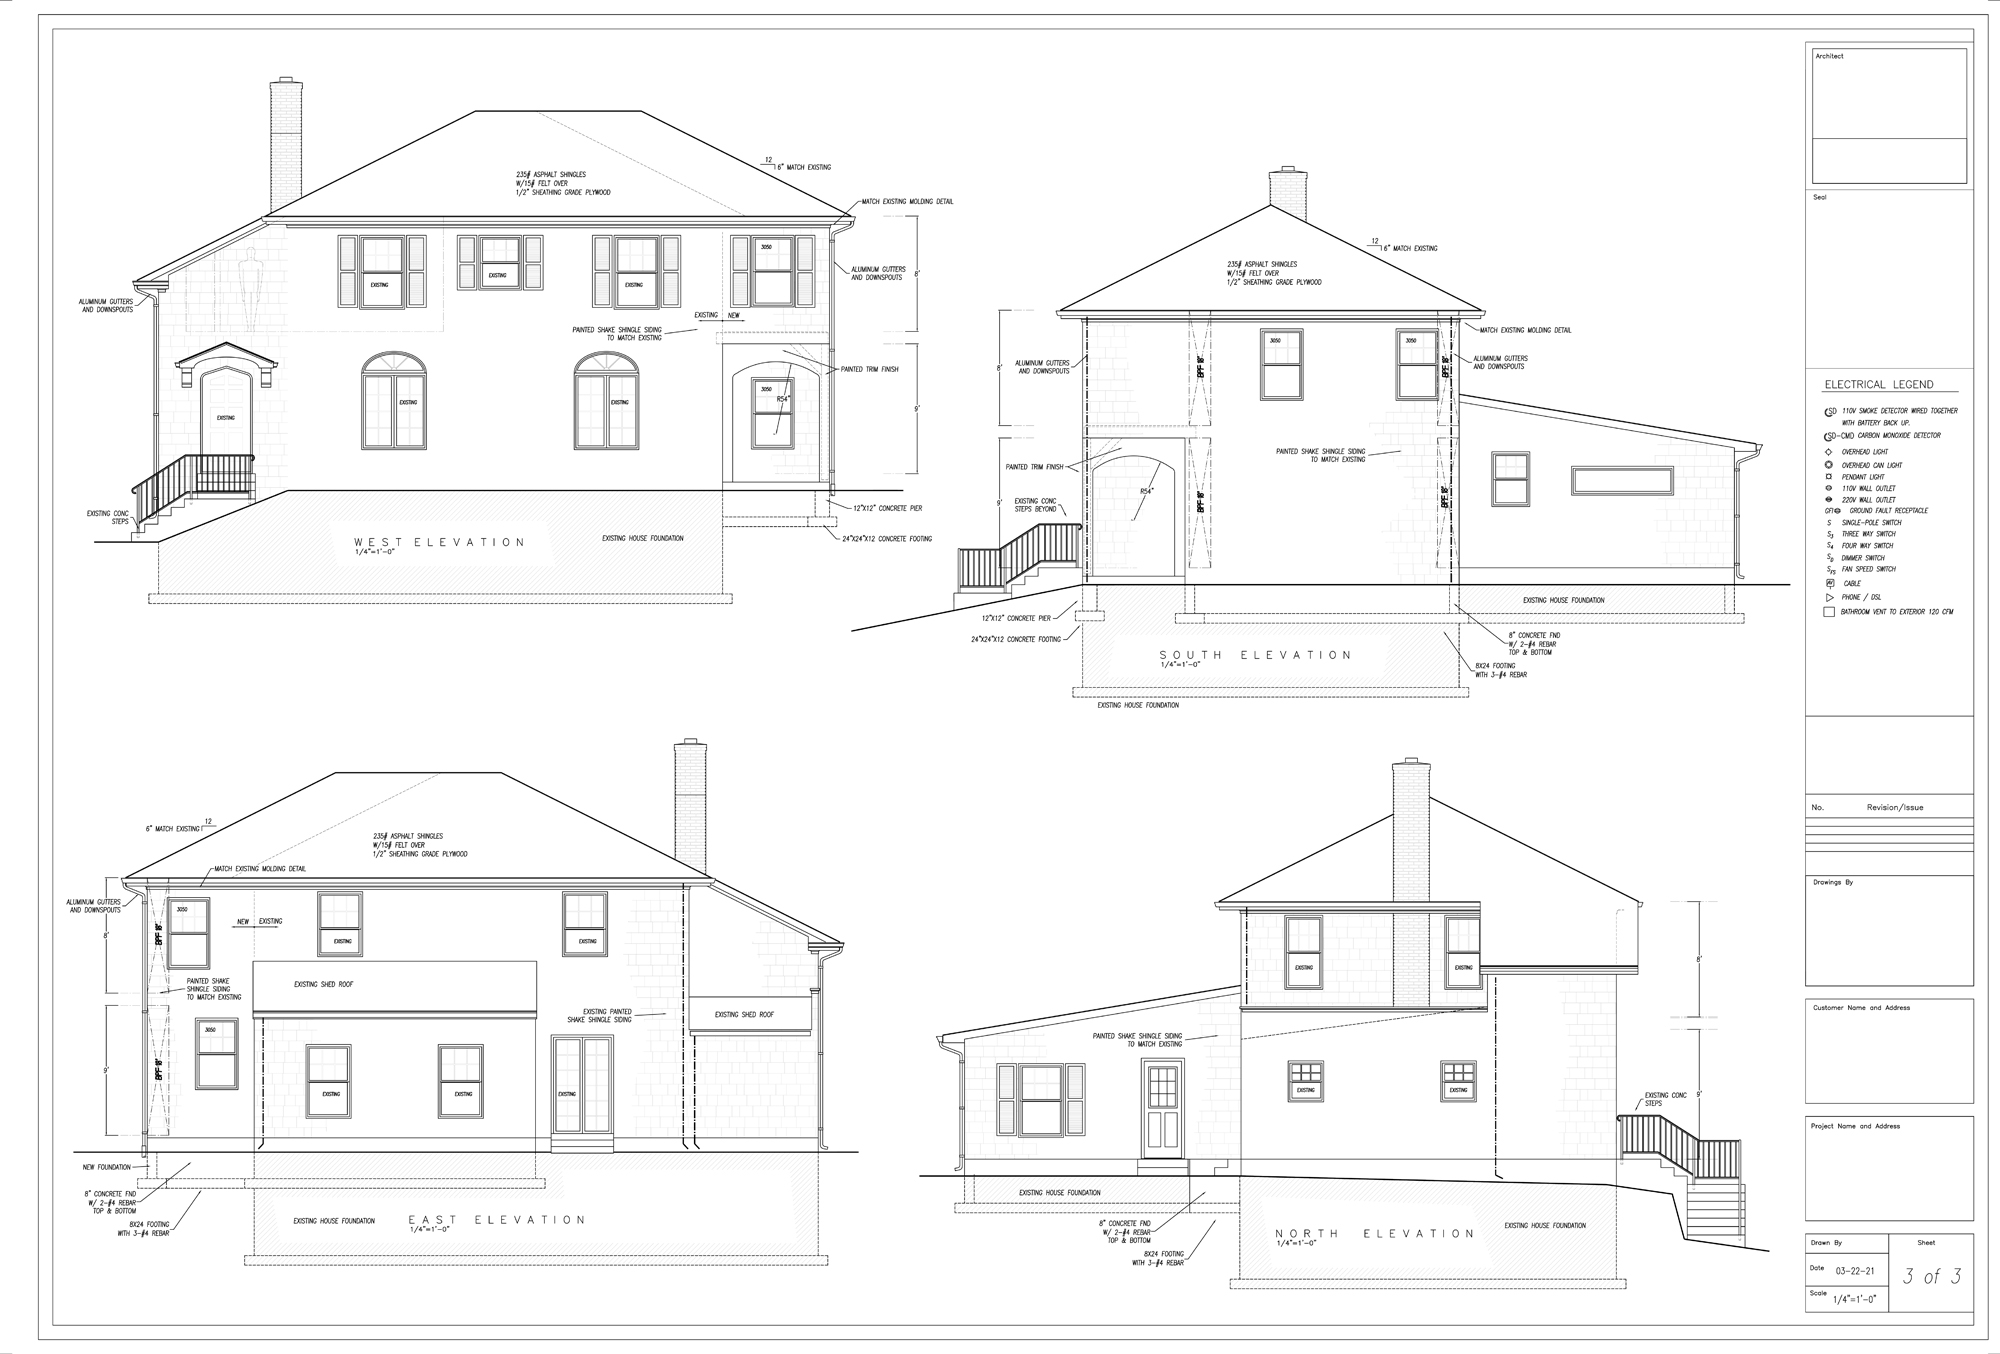 12
6" MATCH EXISTING
235# ASPHALT SHINGLES
W/15# FELT OVER
1/2" SHEATHING GRADE PLYWOOD
MATCH EXISTING MOLDING DETAIL
3050
EXISTING
EXISTING
EXISTING
ALUMINUM GUTTERS
AND DOWNSPOUTS
8'
ALUMINUM GUTTERS
AND DOWNSPOUTS
EXISTING
NEW
PAINTED SHAKE SHINGLE SIDING
TO MATCH EXISTING
PAINTED TRIM FINISH
3050
R54"
EXISTING
EXISTING
EXISTING
9'
EXISTING CONC
STEPS
12"X12" CONCRETE PIER
24"X24"X12 CONCRETE FOOTING
WEST ELEVATION
1/4"=1'-0"
EXISTING HOUSE FOUNDATION
12
6" MATCH EXISTING
235# ASPHALT SHINGLES
W/15# FELT OVER
1/2" SHEATHING GRADE PLYWOOD
MATCH EXISTING MOLDING DETAIL
3050
3050
ALUMINUM GUTTERS
AND DOWNSPOUTS
8'
BPF 18"
BPF 18"
ALUMINUM GUTTERS
AND DOWNSPOUTS
PAINTED SHAKE SHINGLE SIDING
TO MATCH EXISTING
PAINTED TRIM FINISH
R54"
BPF 18"
BPF 18"
9'
EXISTING CONC
STEPS BEYOND
EXISTING HOUSE FOUNDATION
12"X12" CONCRETE PIER
24"X24"X12 CONCRETE FOOTING
8" CONCRETE FND
W/ 2-#4 REBAR
TOP & BOTTOM
8X24 FOOTING
WITH 3-#4 REBAR
SOUTH ELEVATION
1/4"=1'-0"
EXISTING HOUSE FOUNDATION
12
6" MATCH EXISTING
235# ASPHALT SHINGLES
W/15# FELT OVER
1/2" SHEATHING GRADE PLYWOOD
MATCH EXISTING MOLDING DETAIL
ALUMINUM GUTTERS
AND DOWNSPOUTS
3050
NEW
EXISTING
EXISTING
EXISTING
8'
BPF 18"
PAINTED SHAKE
SHINGLE SIDING
TO MATCH EXISTING
EXISTING SHED ROOF
EXISTING PAINTED
SHAKE SHINGLE SIDING
EXISTING SHED ROOF
3050
9'
BPF 18"
EXISTING
EXISTING
EXISTING
NEW FOUNDATION
8" CONCRETE FND
W/ 2-#4 REBAR
TOP & BOTTOM
8X24 FOOTING
WITH 3-#4 REBAR
EXISTING HOUSE FOUNDATION
EAST ELEVATION
1/4"=1'-0"
EXISTING
EXISTING
8'
PAINTED SHAKE SHINGLE SIDING
TO MATCH EXISTING
EXISTING
EXISTING
9'
EXISTING CONC
STEPS
EXISTING HOUSE FOUNDATION
8" CONCRETE FND
W/ 2-#4 REBAR
TOP & BOTTOM
8X24 FOOTING
WITH 3-#4 REBAR
NORTH ELEVATION
1/4"=1'-0"
EXISTING HOUSE FOUNDATION
Architect
Seal
ELECTRICAL LEGEND
SD 110V SMOKE DETECTOR WIRED TOGETHER
WITH BATTERY BACK UP.
SD-CMD CARBON MONOXIDE DETECTOR
OVERHEAD LIGHT
OVERHEAD CAN LIGHT
PENDANT LIGHT
110V WALL OUTLET
220V WALL OUTLET
GFI GROUND FAULT RECEPTACLE
S SINGLE-POLE SWITCH
S3 THREE WAY SWITCH
S4 FOUR WAY SWITCH
SD DIMMER SWITCH
SFS FAN SPEED SWITCH
CABLE
PHONE / DSL
BATHROOM VENT TO EXTERIOR 120 CFM
No. Revision/Issue
Drawings By
Customer Name and Address
Project Name and Address
Drawn By
Sheet
Date 03-22-21
3 of 3
Scale 1/4"=1'-0"